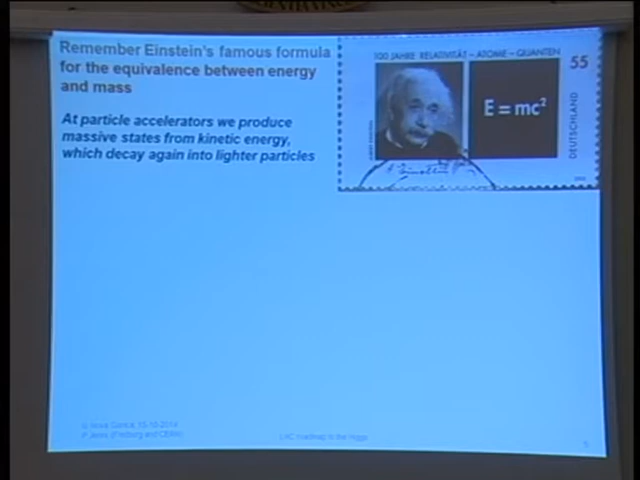 Remember Einstein's famous formula
for the equivalence between energy
and mass
At particle accelerators we produce
massive states from kinetic energy,
which decay again into lighter particles
100 JAHRE RELATIVITÄT – ATOME – QUANTEN
55
E = mc²
DEUTSCHLAND
LHC roadmap to the Higgs
5